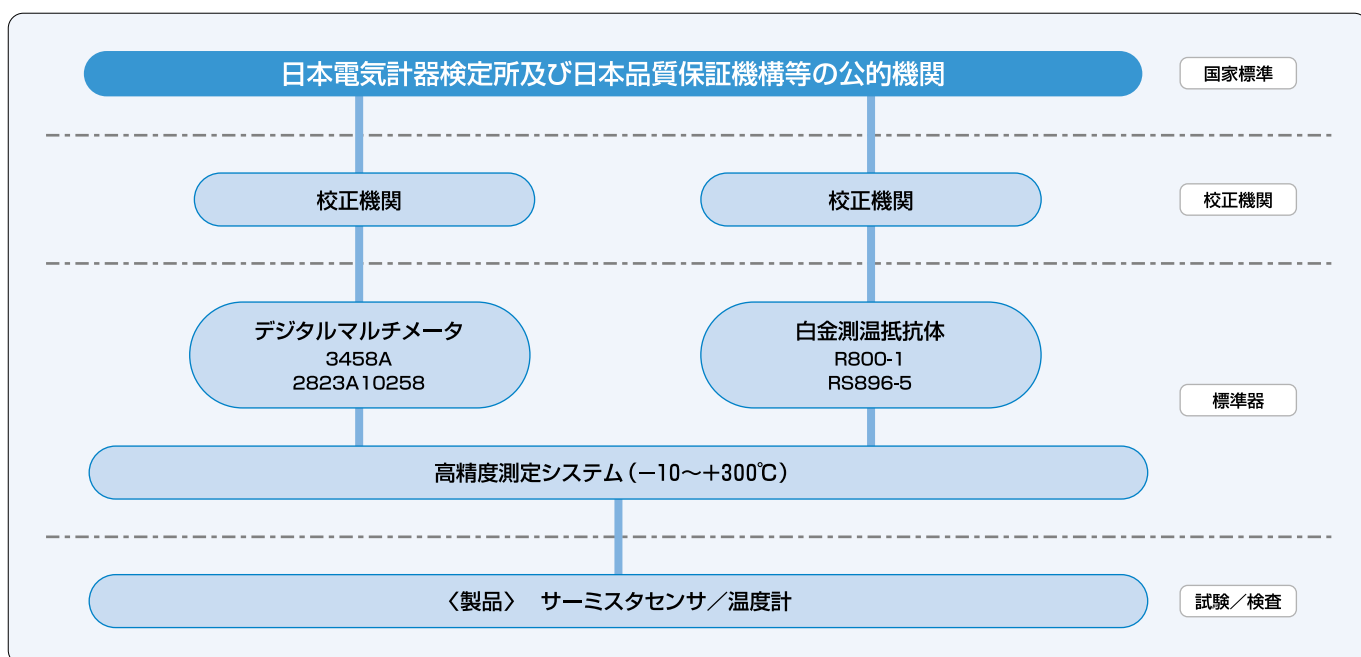 日本電気計器検定所及び日本品質保証機構等の公的機関
国家標準
校正機関
校正機関
校正機関
デジタルマルチメータ
3458A
2823A10258
白金測温抵抗体
R800-1
RS896-5
標準器
高精度測定システム（－10～＋300℃）
〈製品〉 サーミスタセンサ／温度計
試験／検査